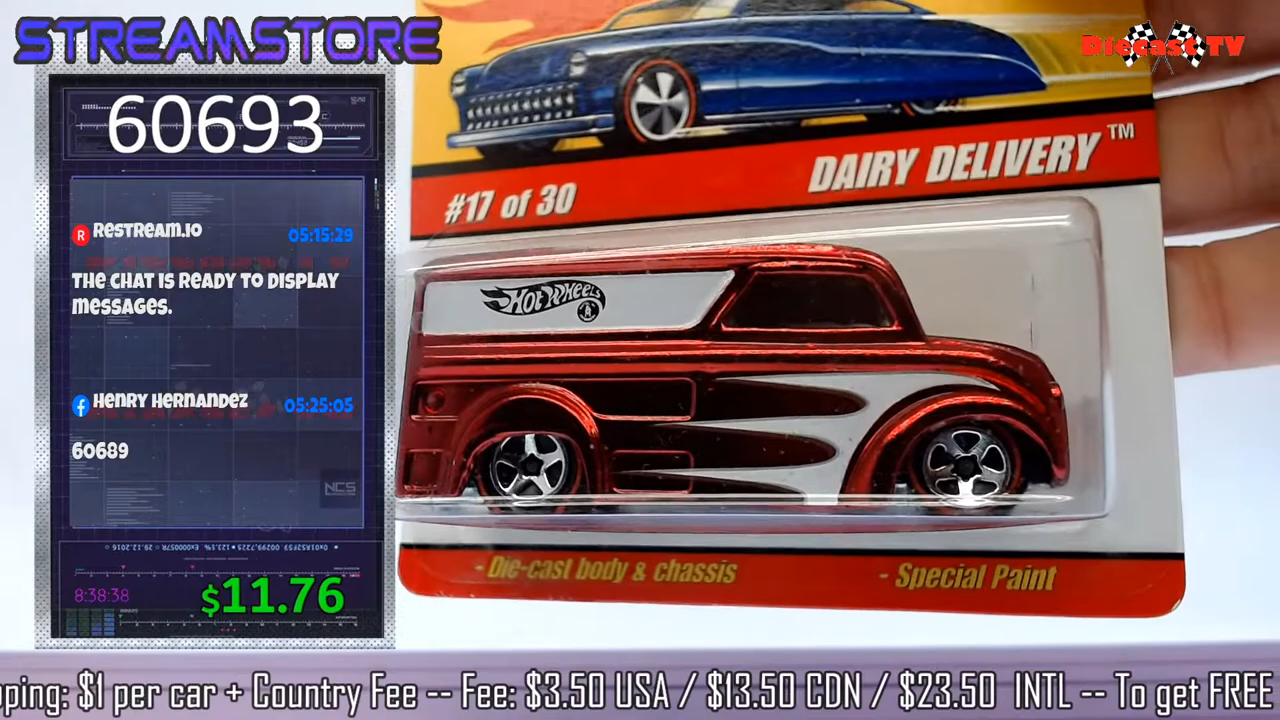 STREAMSTORE
Diecast TV
60693
Restream.io 05:15:29
The chat is ready to display
messages.
Henry Hernandez 05:25:05
60689
NCS
8:38:38
$11.76
DAIRY DELIVERY™
#17 of 30
HOT WHEELS
- Die-cast body & chassis
- Special Paint
pping: $1 per car + Country Fee -- Fee: $3.50 USA / $13.50 CDN / $23.50 INTL -- To get FREE